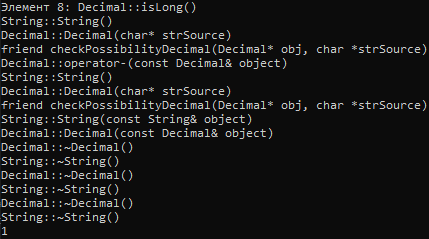 Элемент 8: Decimal::isLong()
String::String()
Decimal::Decimal(char* strSource)
friend checkPossibilityDecimal(Decimal* obj, char *strSource)
Decimal::operator-(const Decimal& object)
String::String()
Decimal::Decimal(char* strSource)
friend checkPossibilityDecimal(Decimal* obj, char *strSource)
String::String(const String& object)
Decimal::Decimal(const Decimal& object)
Decimal::~Decimal()
String::~String()
Decimal::~Decimal()
String::~String()
Decimal::~Decimal()
String::~String()
1